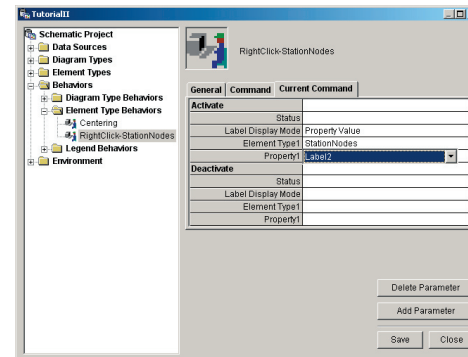 TutorialII
Schematic Project
Data Sources
Diagram Types
Element Types
Behaviors
Diagram Type Behaviors
Element Type Behaviors
Centering
RightClick-StationNodes
Legend Behaviors
Environment
RightClick-StationNodes
General Command Current Command
Activate
Status
Label Display Mode Property Value
Element Type1 StationNodes
Property1 Label2
Deactivate
Status
Label Display Mode
Element Type1
Property1
Delete Parameter
Add Parameter
Save Close